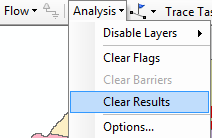 Flow Analysis Trace Tas
Disable Layers
Clear Flags
Clear Barriers
Clear Results
Options...